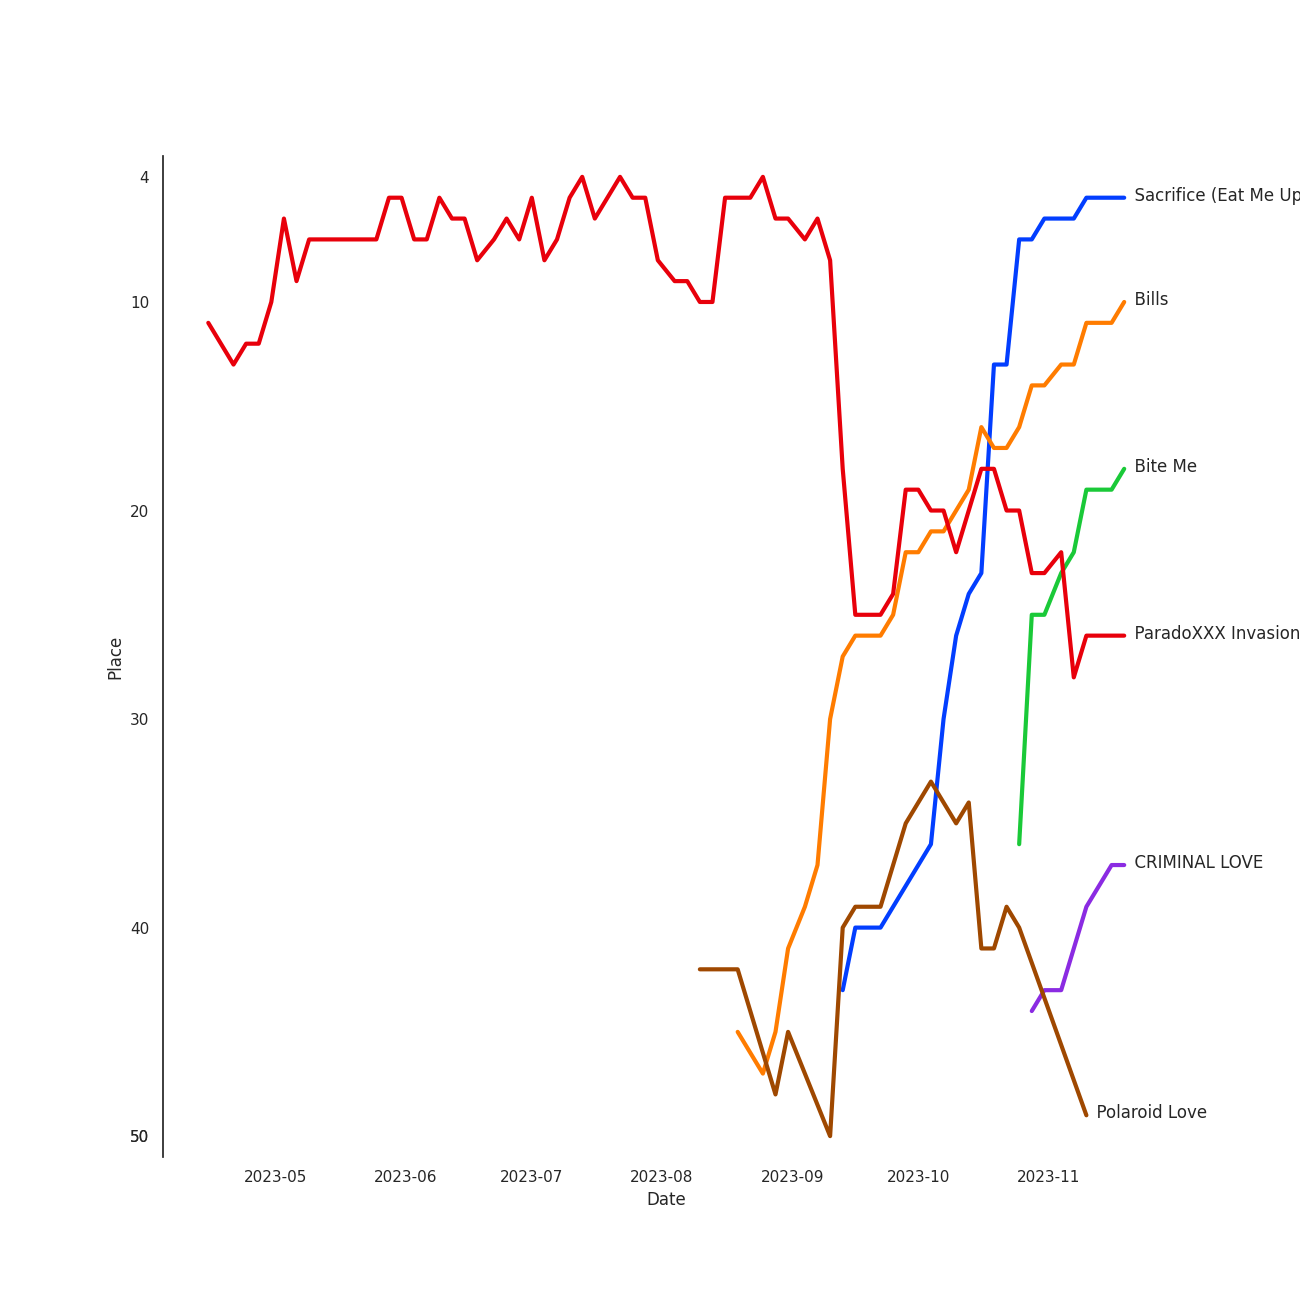 4
10
20
30
40
50
Place
2023-05
2023-06
2023-07
2023-08
2023-09
2023-10
2023-11
Date
Sacrifice (Eat Me Up
Bills
Bite Me
ParadoXXX Invasion
CRIMINAL LOVE
Polaroid Love